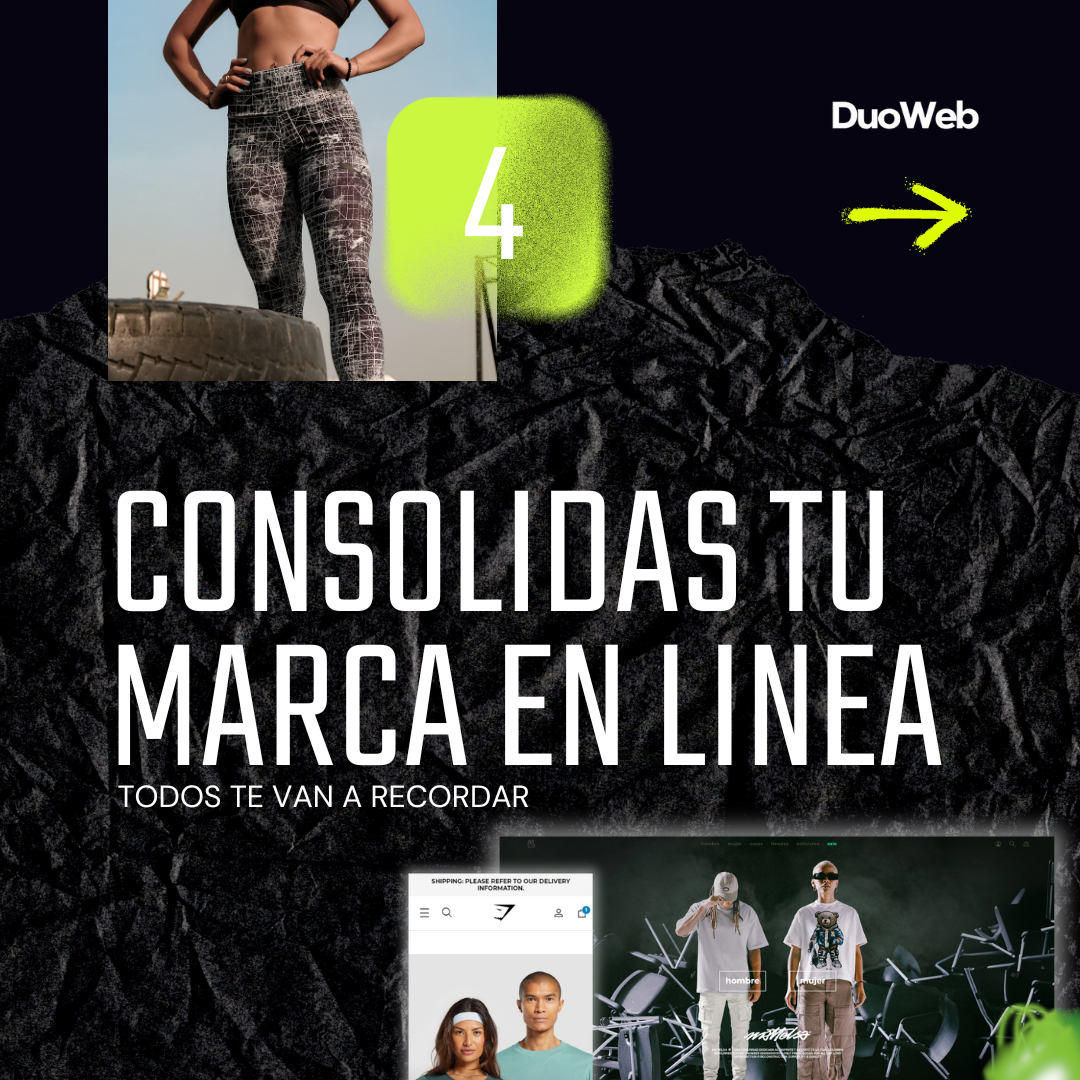 4
DuoWeb
CONSOLIDAS TU
MARCA EN LINEA
TODOS TE VAN A RECORDAR
SHIPPING: PLEASE REFER TO OUR DELIVERY
INFORMATION.
1
hombre
mujer